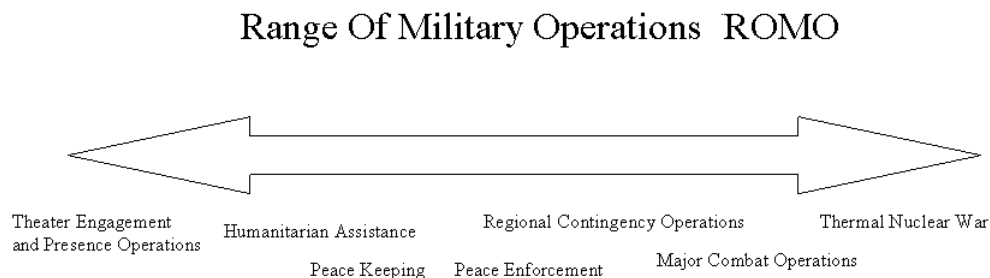 Range Of Military Operations ROMO
Theater Engagement
and Presence Operations
Humanitarian Assistance
Peace Keeping
Peace Enforcement
Regional Contingency Operations
Major Combat Operations
Thermal Nuclear War